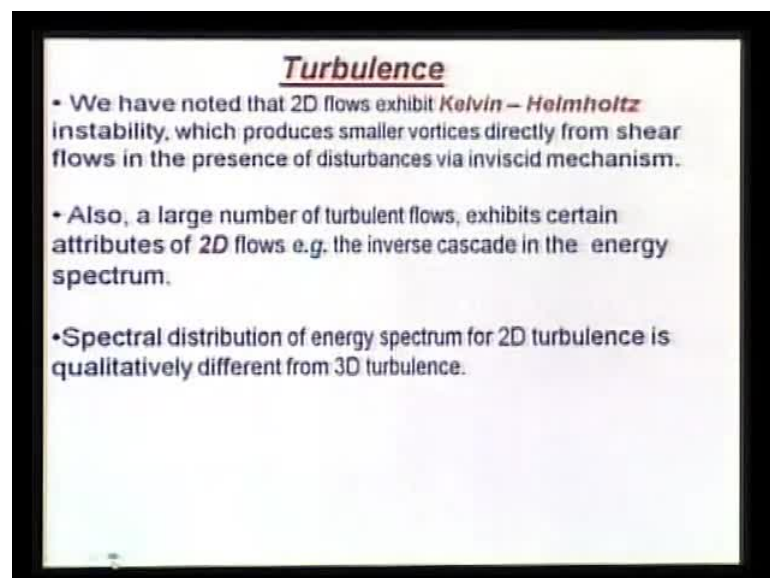 Turbulence
• We have noted that 2D flows exhibit Kelvin – Helmholtz
instability, which produces smaller vortices directly from shear
flows in the presence of disturbances via inviscid mechanism.
• Also, a large number of turbulent flows, exhibits certain
attributes of 2D flows e.g. the inverse cascade in the energy
spectrum.
•Spectral distribution of energy spectrum for 2D turbulence is
qualitatively different from 3D turbulence.